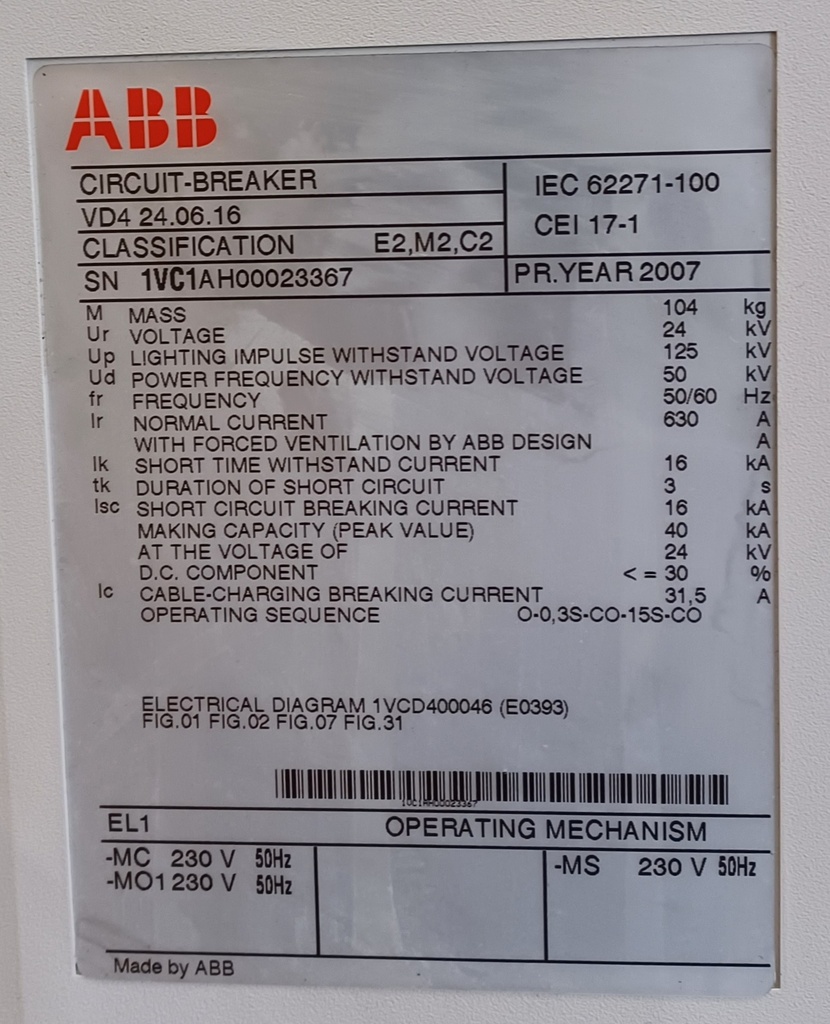 ABB
CIRCUIT-BREAKER
VD4 24.06.16
CLASSIFICATION E2,M2,C2
IEC 62271-100
CEI 17-1
SN 1VC1AH00023367 PR.YEAR 2007
M MASS 104 kg
Ur VOLTAGE 24 kV
Up LIGHTING IMPULSE WITHSTAND VOLTAGE 125 kV
Ud POWER FREQUENCY WITHSTAND VOLTAGE 50 kV
fr FREQUENCY 50/60 Hz
Ir NORMAL CURRENT 630 A
WITH FORCED VENTILATION BY ABB DESIGN A
Ik SHORT TIME WITHSTAND CURRENT 16 kA
tk DURATION OF SHORT CIRCUIT 3 s
Isc SHORT CIRCUIT BREAKING CURRENT 16 kA
MAKING CAPACITY (PEAK VALUE) 40 kA
AT THE VOLTAGE OF 24 kV
D.C. COMPONENT <= 30 %
Ic CABLE-CHARGING BREAKING CURRENT 31,5 A
OPERATING SEQUENCE O-0,3S-CO-15S-CO
ELECTRICAL DIAGRAM 1VCD400046 (E0393)
FIG.01 FIG.02 FIG.07 FIG.31
1VC1AH00023367
EL1 OPERATING MECHANISM
-MC 230 V 50Hz -MS 230 V 50Hz
-MO1 230 V 50Hz
Made by ABB